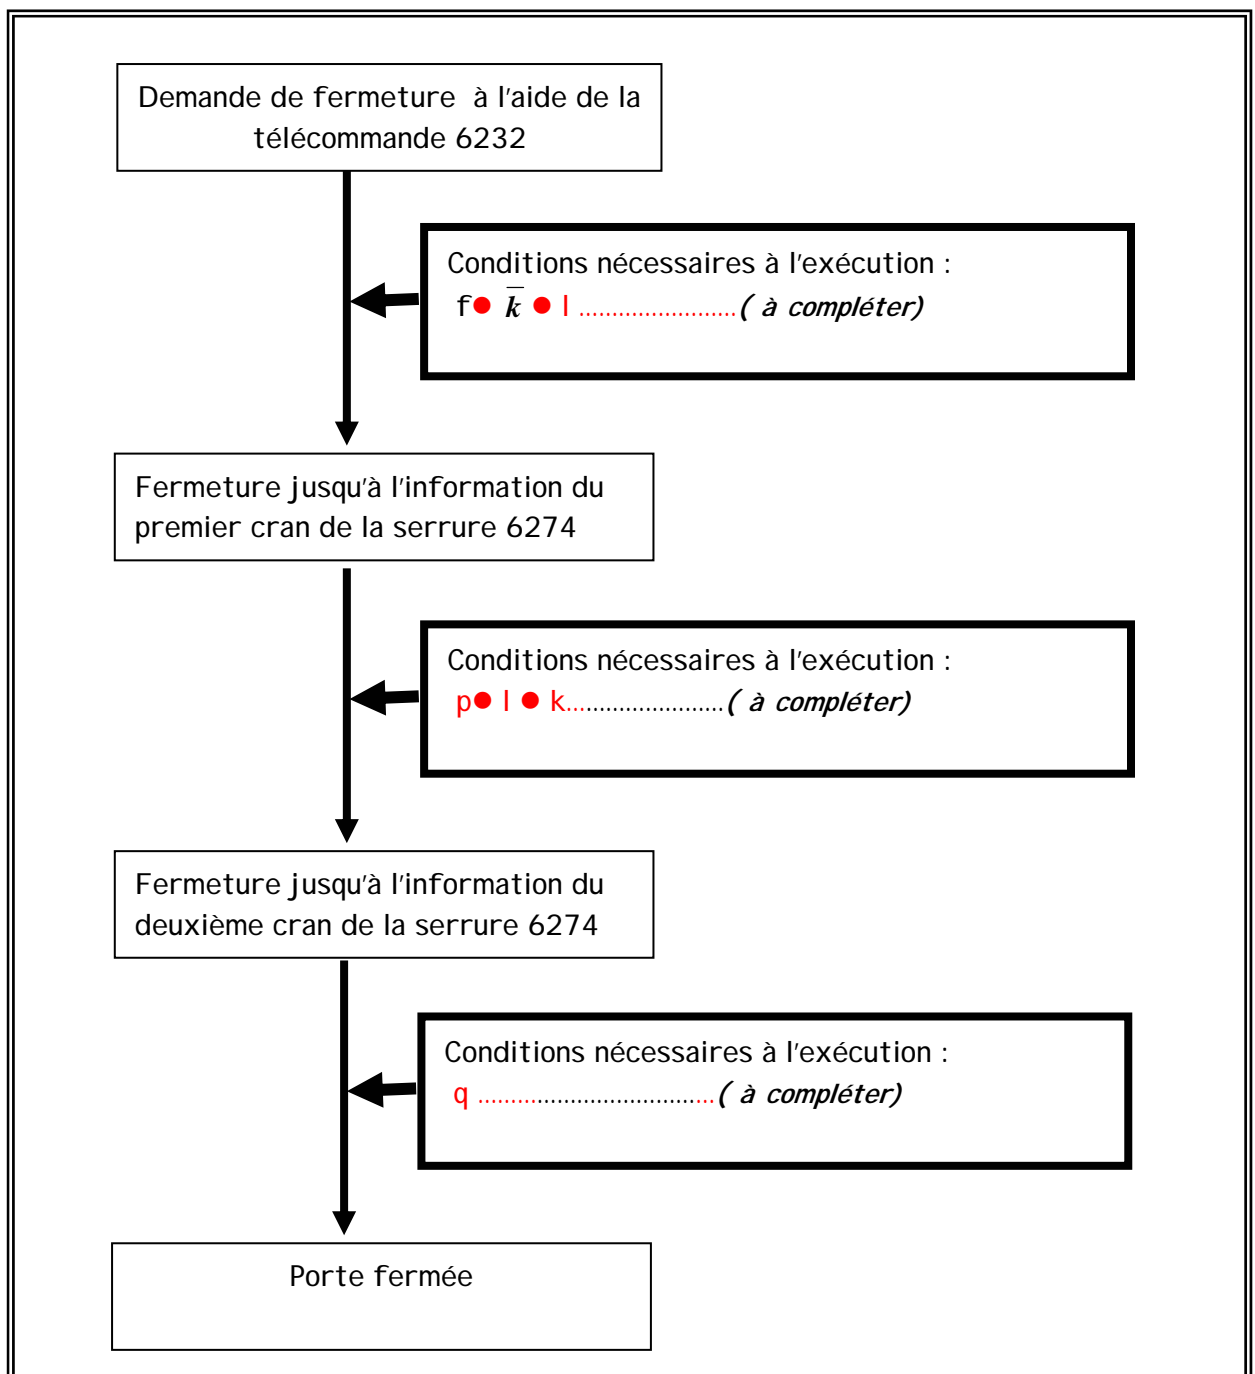 Demande de fermeture à l'aide de la
télécommande 6232
Conditions nécessaires à l'exécution :
f● k̅ ● l ........................( à compléter)
Fermeture jusqu'à l'information du
premier cran de la serrure 6274
Conditions nécessaires à l'exécution :
p● l ● k........................( à compléter)
Fermeture jusqu'à l'information du
deuxième cran de la serrure 6274
Conditions nécessaires à l'exécution :
q ....................................( à compléter)
Porte fermée